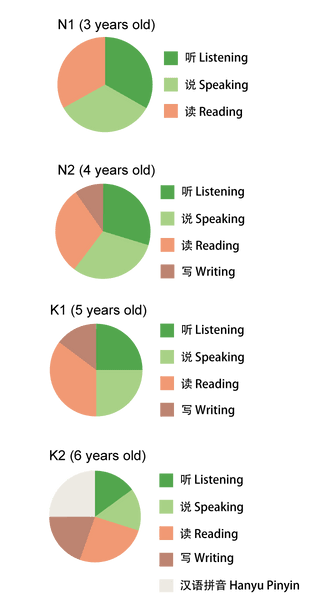 N1 (3 years old)
听 Listening
说 Speaking
读 Reading
N2 (4 years old)
听 Listening
说 Speaking
读 Reading
写 Writing
K1 (5 years old)
听 Listening
说 Speaking
读 Reading
写 Writing
K2 (6 years old)
听 Listening
说 Speaking
读 Reading
写 Writing
汉语拼音 Hanyu Pinyin